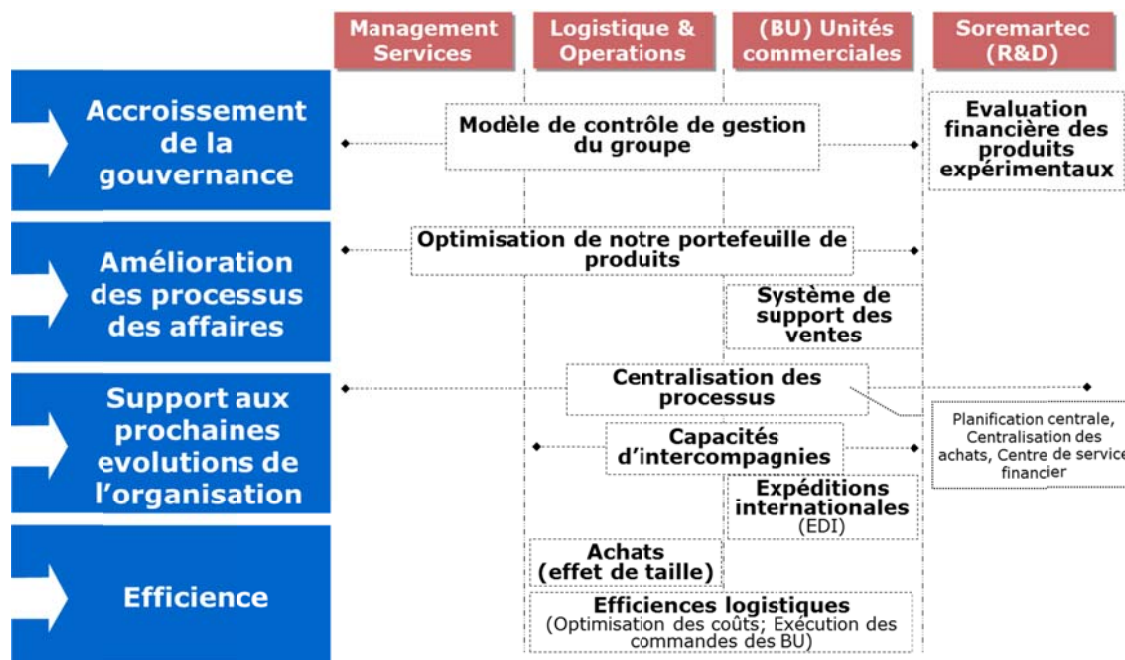 Management
Services
Logistique &
Operations
(BU) Unités
commerciales
Soremartec
(R&D)
Accroissement
de la
gouvernance
Modèle de contrôle de gestion
du groupe
Evaluation
financière des
produits
expérimentaux
Amélioration
des processus
des affaires
Optimisation de notre portefeuille de
produits
Système de
support des
ventes
Support aux
prochaines
evolutions de
l'organisation
Centralisation des
processus
Planification centrale,
Centralisation des
achats, Centre de service
financier
Capacités
d'intercompagnies
Expéditions
internationales
(EDI)
Efficience
Achats
(effet de taille)
Efficiences logistiques
(Optimisation des coûts; Exécution des
commandes des BU)